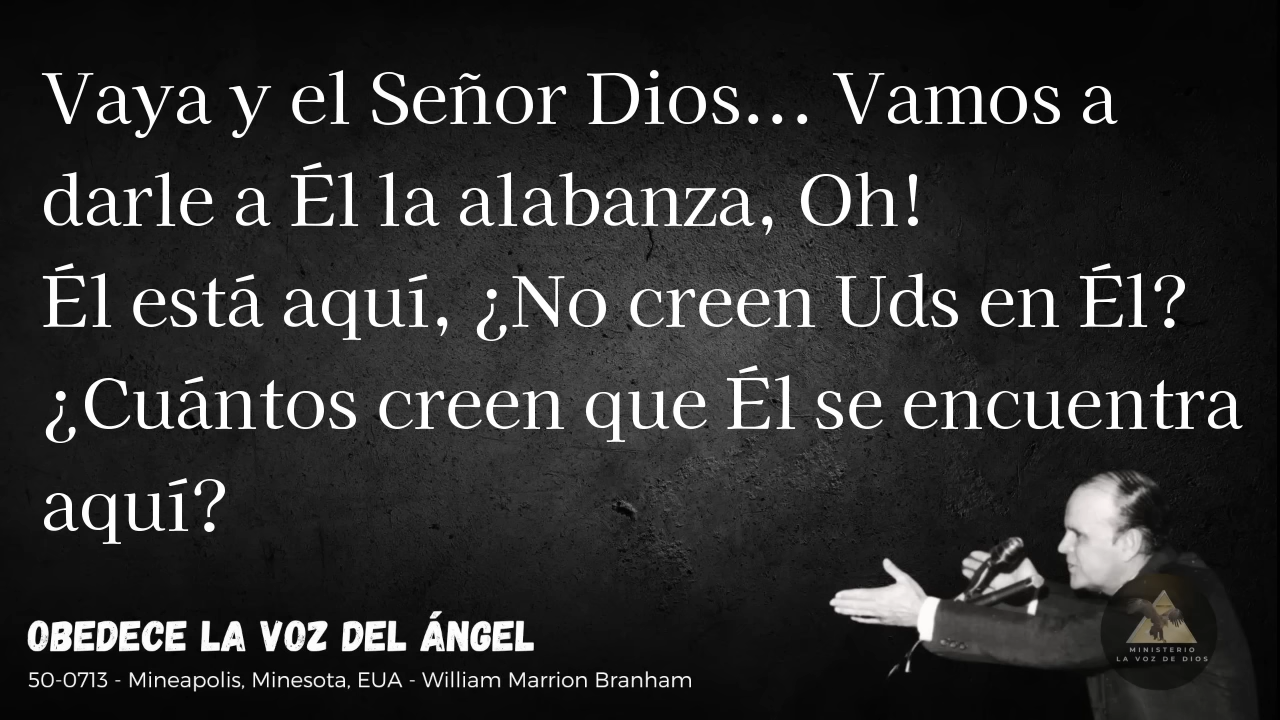 Vaya y el Señor Dios... Vamos a
darle a Él la alabanza, Oh!
Él está aquí, ¿No creen Uds en Él?
¿Cuántos creen que Él se encuentra
aquí?
OBEDECE LA VOZ DEL ÁNGEL
50-0713 - Mineapolis, Minesota, EUA - William Marrion Branham
MINISTERIO
LA VOZ DE DIOS